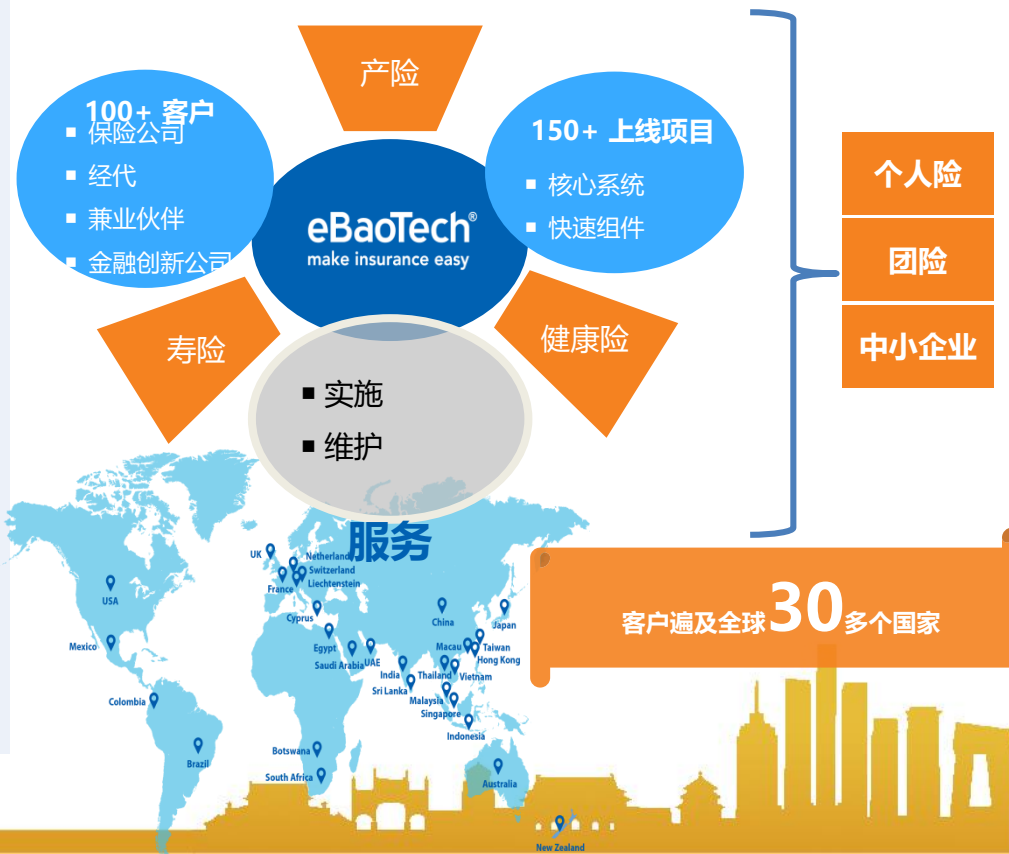 产险
100+ 客户
保险公司
经代
兼业伙伴
金融创新公司
eBaoTech®
make insurance easy
150+ 上线项目
核心系统
快速组件
个人险
团险
中小企业
寿险
健康险
实施
维护
服务
客户遍及全球30多个国家
UK
Netherland
Switzerland
Liechtenstein
France
USA
Cyprus
China
Japan
Mexico
Egypt
Macau
Taiwan
Hong Kong
Saudi Arabia
UAE
India
Thailand
Vietnam
Sri Lanka
Malaysia
Singapore
Colombia
Indonesia
Botswana
Brazil
South Africa
Australia
New Zealand